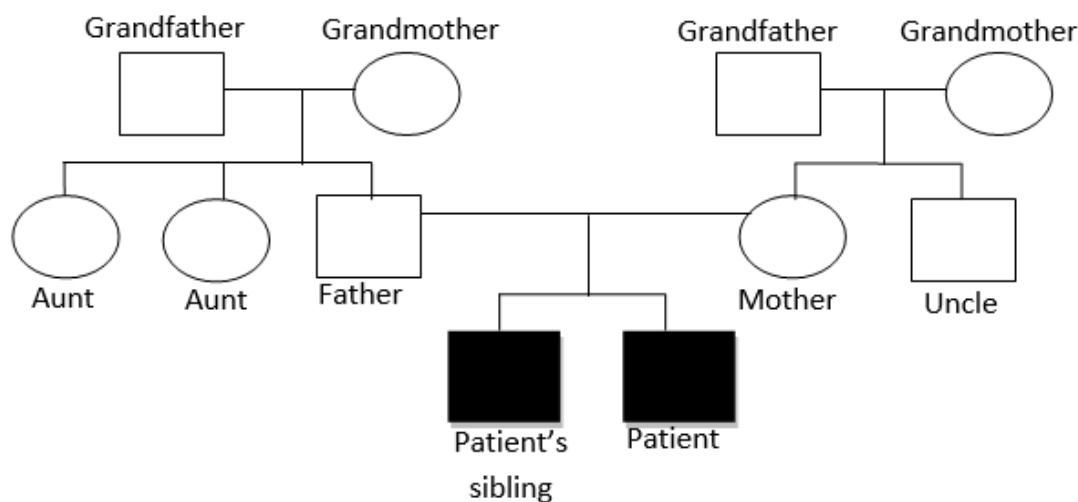 Grandfather
Grandmother
Grandfather
Grandmother
Aunt
Aunt
Father
Mother
Uncle
Patient’s
sibling
Patient